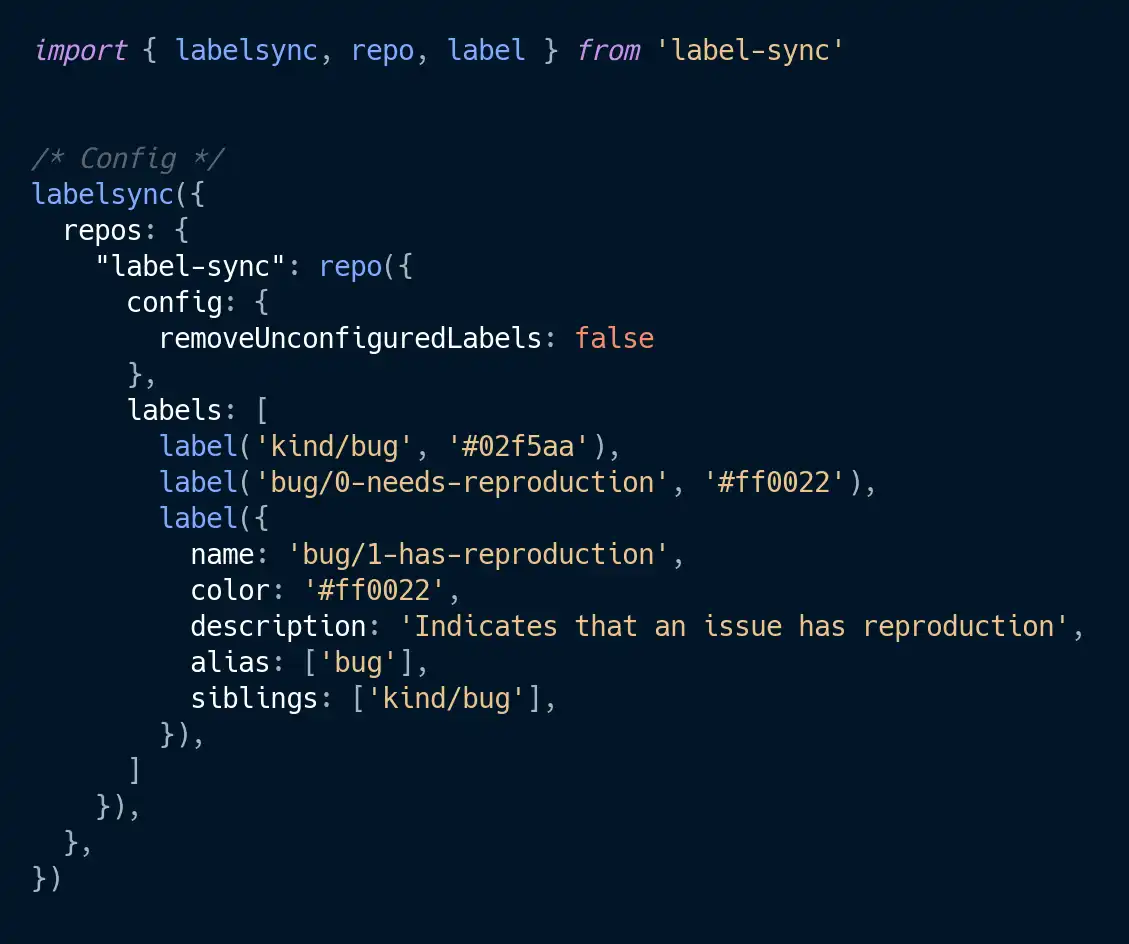 import { labelsync, repo, label } from 'label-sync'
/* Config */
labelsync({
  repos: {
    "label-sync": repo({
      config: {
        removeUnconfiguredLabels: false
      },
      labels: [
        label('kind/bug', '#02f5aa'),
        label('bug/0-needs-reproduction', '#ff0022'),
        label({
          name: 'bug/1-has-reproduction',
          color: '#ff0022',
          description: 'Indicates that an issue has reproduction',
          alias: ['bug'],
          siblings: ['kind/bug'],
        }),
      ]
    }),
  },
})